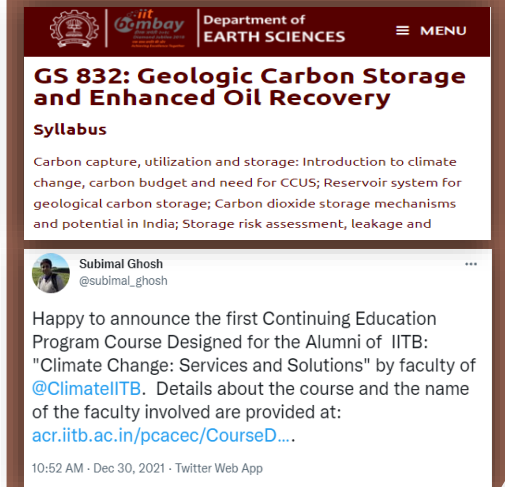 iit
bombay
Department of
EARTH SCIENCES
≡ MENU
GS 832: Geologic Carbon Storage
and Enhanced Oil Recovery
Syllabus
Carbon capture, utilization and storage: Introduction to climate
change, carbon budget and need for CCUS; Reservoir system for
geological carbon storage; Carbon dioxide storage mechanisms
and potential in India; Storage risk assessment, leakage and
Subimal Ghosh
@subimal_ghosh
Happy to announce the first Continuing Education
Program Course Designed for the Alumni of IITB:
"Climate Change: Services and Solutions" by faculty of
@ClimateIITB. Details about the course and the name
of the faculty involved are provided at:
acr.iitb.ac.in/pcacec/CourseD....
10:52 AM · Dec 30, 2021 · Twitter Web App